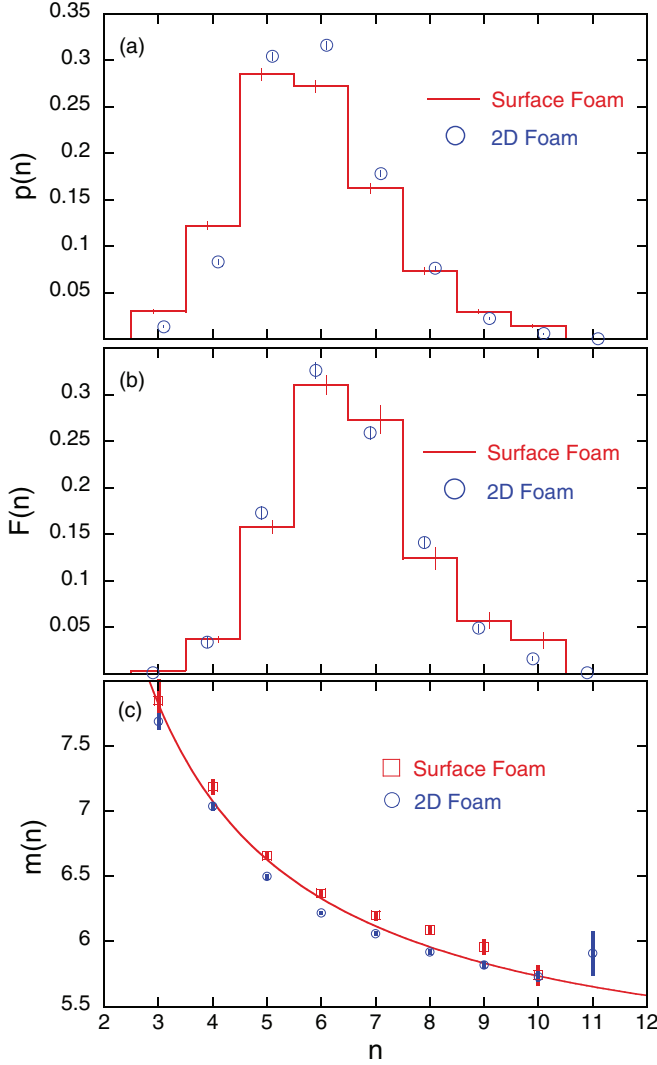 0.35
(a)
0.3
0.25
Surface Foam
0.2
2D Foam
p(n)
0.15
0.1
0.05
(b)
0.3
0.25
Surface Foam
0.2
2D Foam
F(n)
0.15
0.1
0.05
(c)
7.5
Surface Foam
2D Foam
7
m(n)
6.5
6
5.5
2 3 4 5 6 7 8 9 10 11 12
n